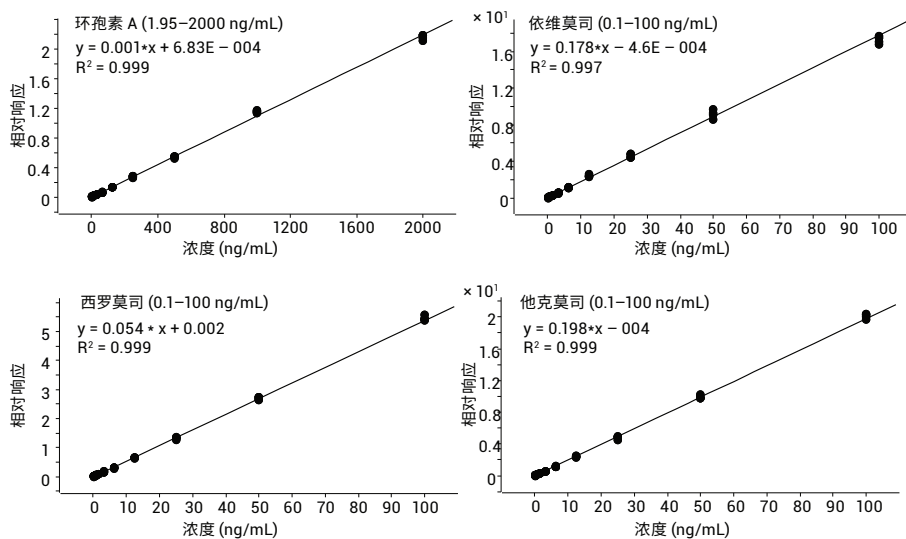 环孢素 A (1.95–2000 ng/mL)
y = 0.001*x + 6.83E – 004
R² = 0.999
相对响应
2
1.6
1.2
0.8
0.4
0
0 400 800 1200 1600 2000
浓度 (ng/mL)
× 10¹
依维莫司 (0.1–100 ng/mL)
y = 0.178*x – 4.6E – 004
R² = 0.997
相对响应
2
1.6
1.2
0.8
0.4
0
0 10 20 30 40 50 60 70 80 90 100
浓度 (ng/mL)
西罗莫司 (0.1–100 ng/mL)
y = 0.054 * x + 0.002
R² = 0.999
相对响应
5
4
3
2
1
0
0 10 20 30 40 50 60 70 80 90 100
浓度 (ng/mL)
× 10¹
他克莫司 (0.1–100 ng/mL)
y = 0.198*x – 004
R² = 0.999
相对响应
2
1.6
1.2
0.8
0.4
0
0 10 20 30 40 50 60 70 80 90 100
浓度 (ng/mL)